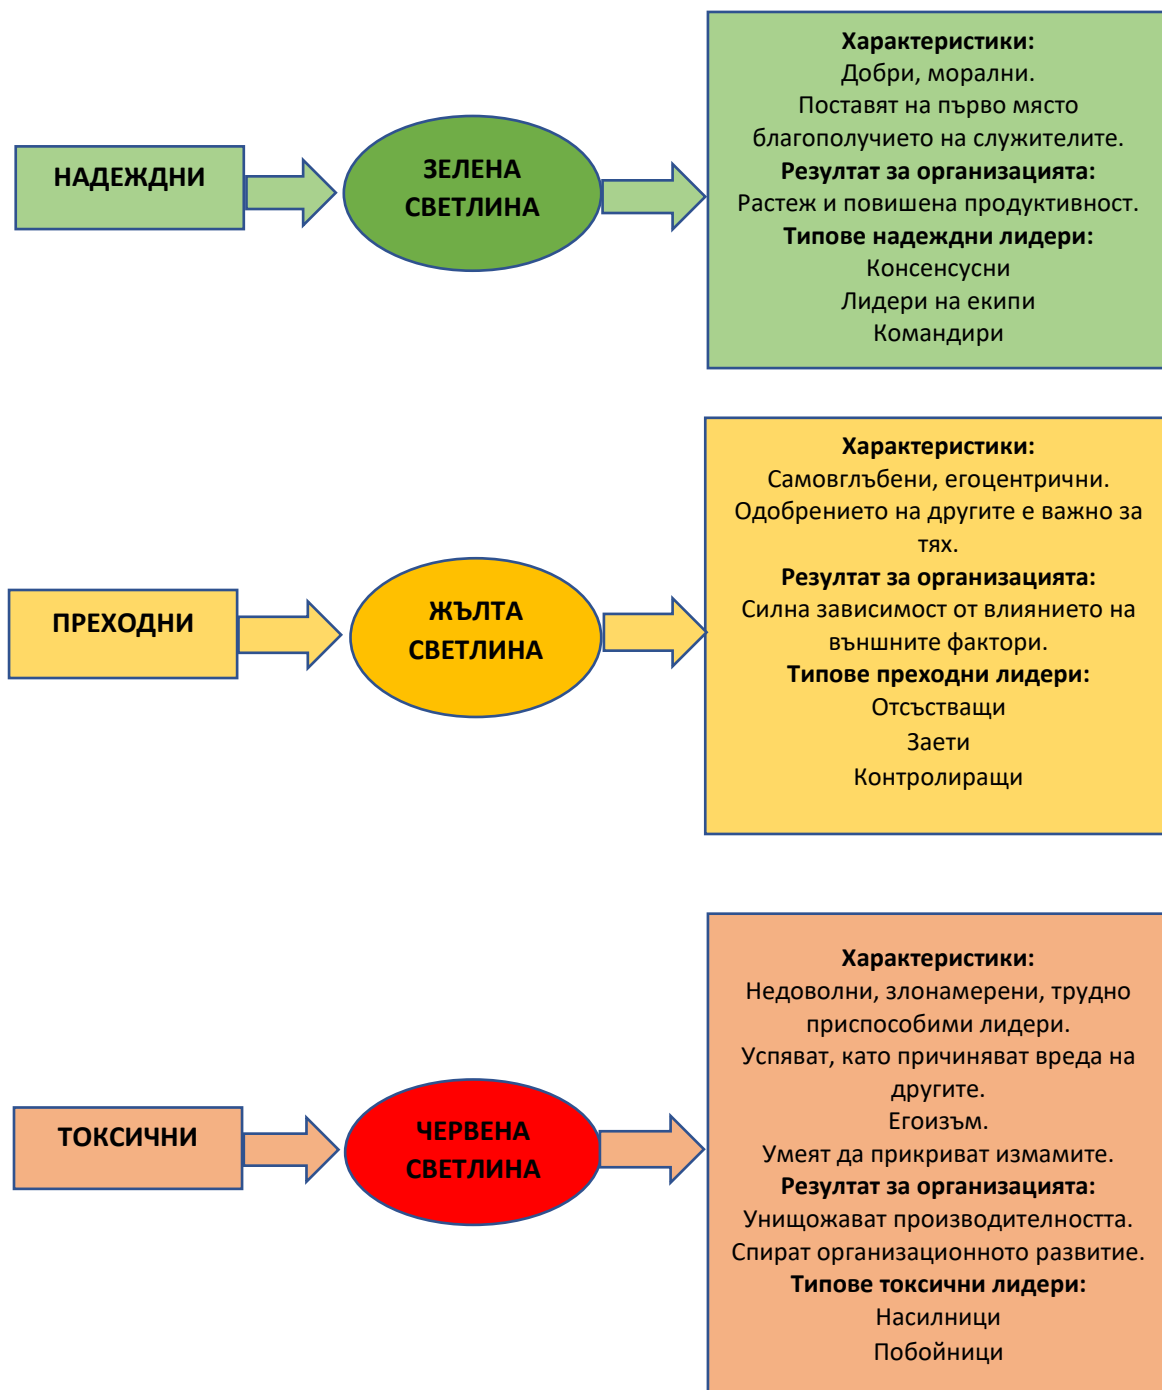 НАДЕЖДНИ
ЗЕЛЕНА
СВЕТЛИНА
Характеристики:
Добри, морални.
Поставят на първо място
благополучието на служителите.
Резултат за организацията:
Растеж и повишена продуктивност.
Типове надеждни лидери:
Консенсусни
Лидери на екипи
Командири
ПРЕХОДНИ
ЖЪЛТА
СВЕТЛИНА
Характеристики:
Самовглъбени, егоцентрични.
Одобрението на другите е важно за
тях.
Резултат за организацията:
Силна зависимост от влиянието на
външните фактори.
Типове преходни лидери:
Отсъстващи
Заети
Контролиращи
ТОКСИЧНИ
ЧЕРВЕНА
СВЕТЛИНА
Характеристики:
Недоволни, злонамерени, трудно
приспособими лидери.
Успяват, като причиняват вреда на
другите.
Егоизъм.
Умеят да прикриват измамите.
Резултат за организацията:
Унищожават производителността.
Спират организационното развитие.
Типове токсични лидери:
Насилници
Побойници